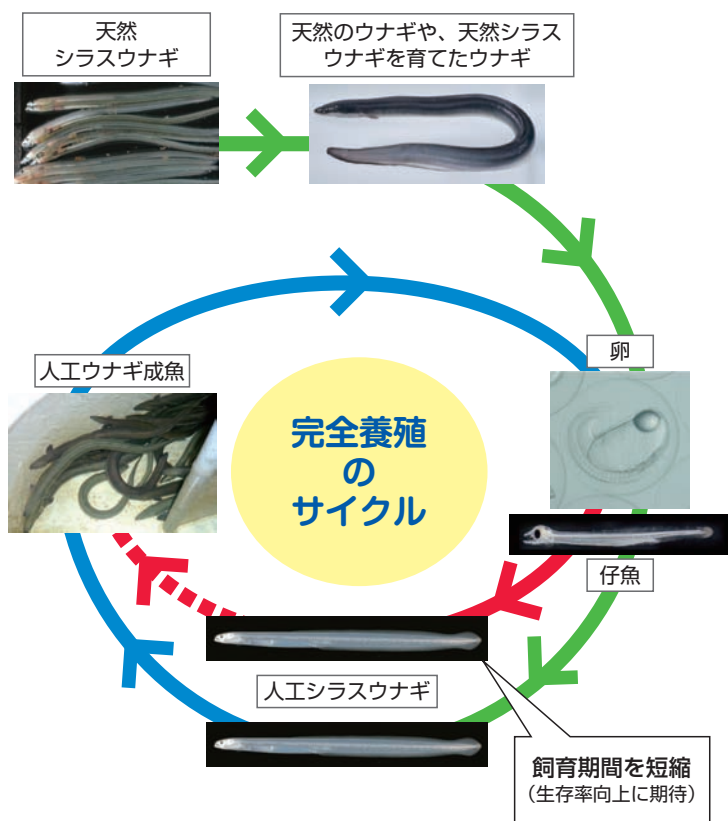 天然
シラスウナギ
天然のウナギや、天然シラス
ウナギを育てたウナギ
卵
人工ウナギ成魚
完全養殖
の
サイクル
仔魚
人工シラスウナギ
飼育期間を短縮
（生存率向上に期待）